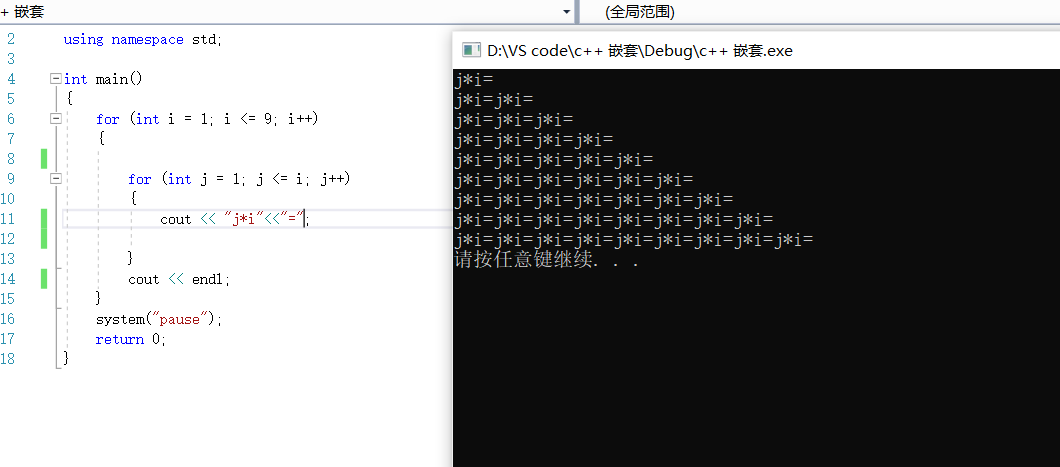 + 嵌套
(全局范围)
2 using namespace std;
3
4 int main()
5 {
6 for (int i = 1; i <= 9; i++)
7 {
8
9 for (int j = 1; j <= i; j++)
10 {
11 cout << "j*i"<<"=";
12
13 }
14 cout << endl;
15 }
16 system("pause");
17 return 0;
18 }
D:\VS code\c++ 嵌套\Debug\c++ 嵌套.exe
j*i=
j*i=j*i=
j*i=j*i=j*i=
j*i=j*i=j*i=j*i=
j*i=j*i=j*i=j*i=j*i=
j*i=j*i=j*i=j*i=j*i=j*i=
j*i=j*i=j*i=j*i=j*i=j*i=j*i=
j*i=j*i=j*i=j*i=j*i=j*i=j*i=j*i=
j*i=j*i=j*i=j*i=j*i=j*i=j*i=j*i=j*i=
请按任意键继续. . .